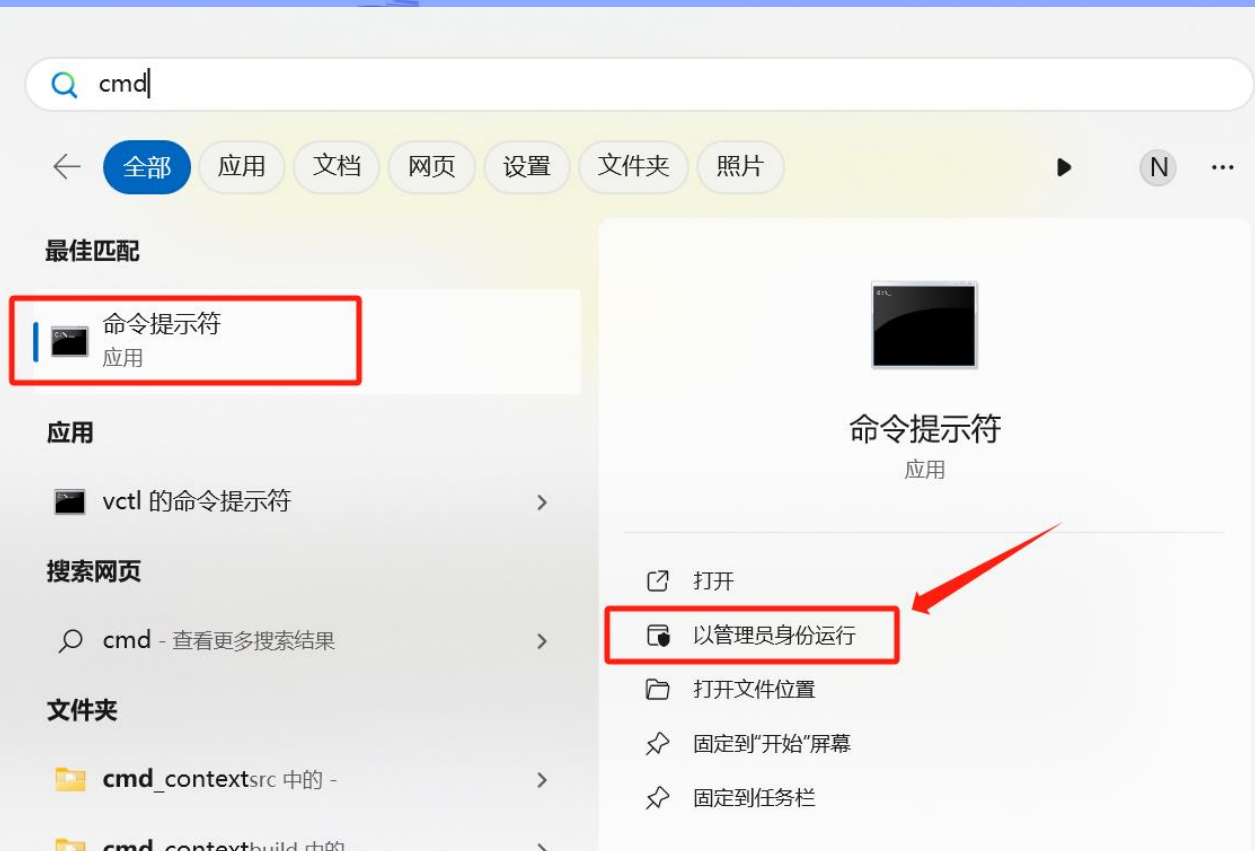 cmd
全部 应用 文档 网页 设置 文件夹 照片 N ...
最佳匹配
命令提示符
应用
应用
vctl 的命令提示符
搜索网页
cmd - 查看更多搜索结果
文件夹
cmd_contextsrc 中的 -
cmd_contextbuild 中的 -
命令提示符
应用
打开
以管理员身份运行
打开文件位置
固定到"开始"屏幕
固定到任务栏